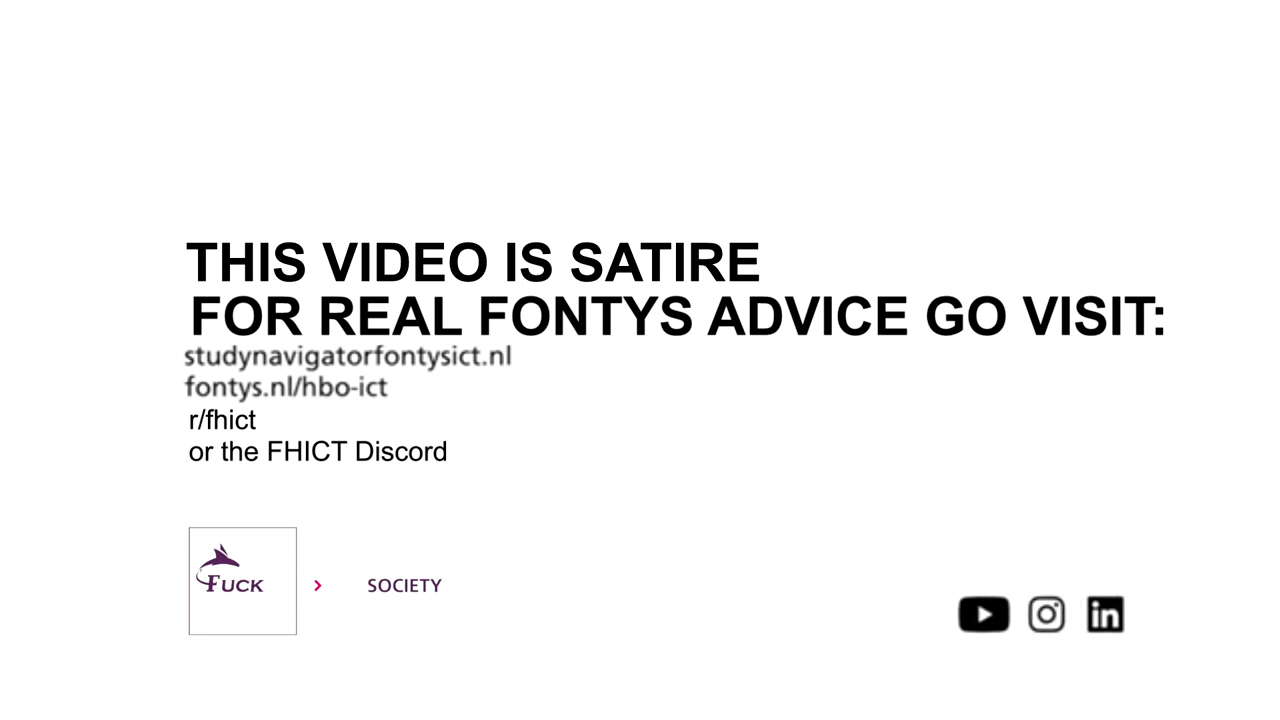 THIS VIDEO IS SATIRE
FOR REAL FONTYS ADVICE GO VISIT:
studynavigatorfontysict.nl
fontys.nl/hbo-ict
r/fhict
or the FHICT Discord
FUCK > SOCIETY
in